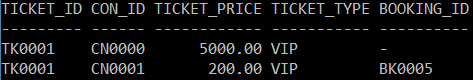 TICKET_ID CON_ID TICKET_PRICE TICKET_TYPE BOOKING_ID
--------- ------ ------------ ----------- ----------
TK0001    CN0000      5000.00 VIP         -
TK0001    CN0001       200.00 VIP         BK0005